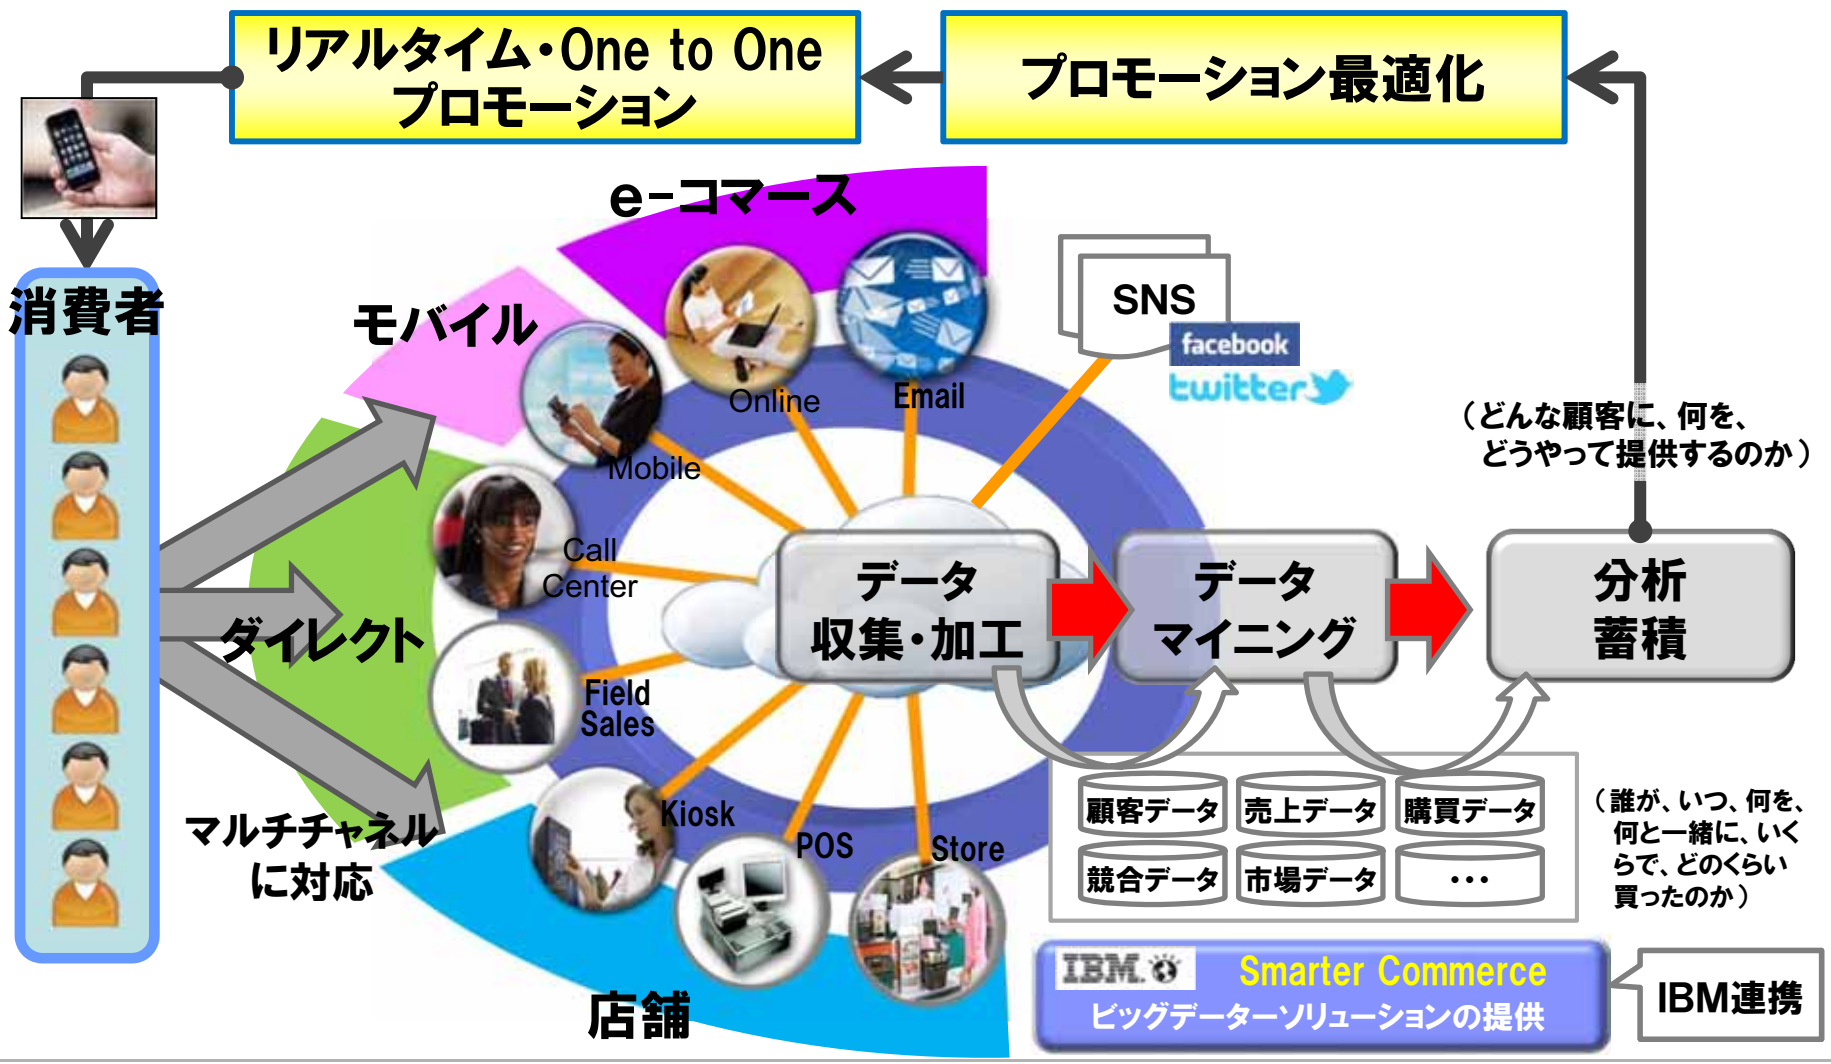 リアルタイム・One to One
プロモーション
プロモーション最適化
e-コマース
モバイル
消費者
SNS
facebook
twitter
Online
Email
Mobile
（どんな顧客に、何を、
どうやって提供するのか）
Call
Center
データ
収集・加工
データ
マイニング
分析
蓄積
ダイレクト
Field
Sales
マルチチャネル
に対応
Kiosk
POS
Store
顧客データ
売上データ
購買データ
競合データ
市場データ
・・・
（誰が、いつ、何を、
何と一緒に、いく
らで、どのくらい
買ったのか）
店舗
IBM.
Smarter Commerce
ビッグデーターソリューションの提供
IBM連携